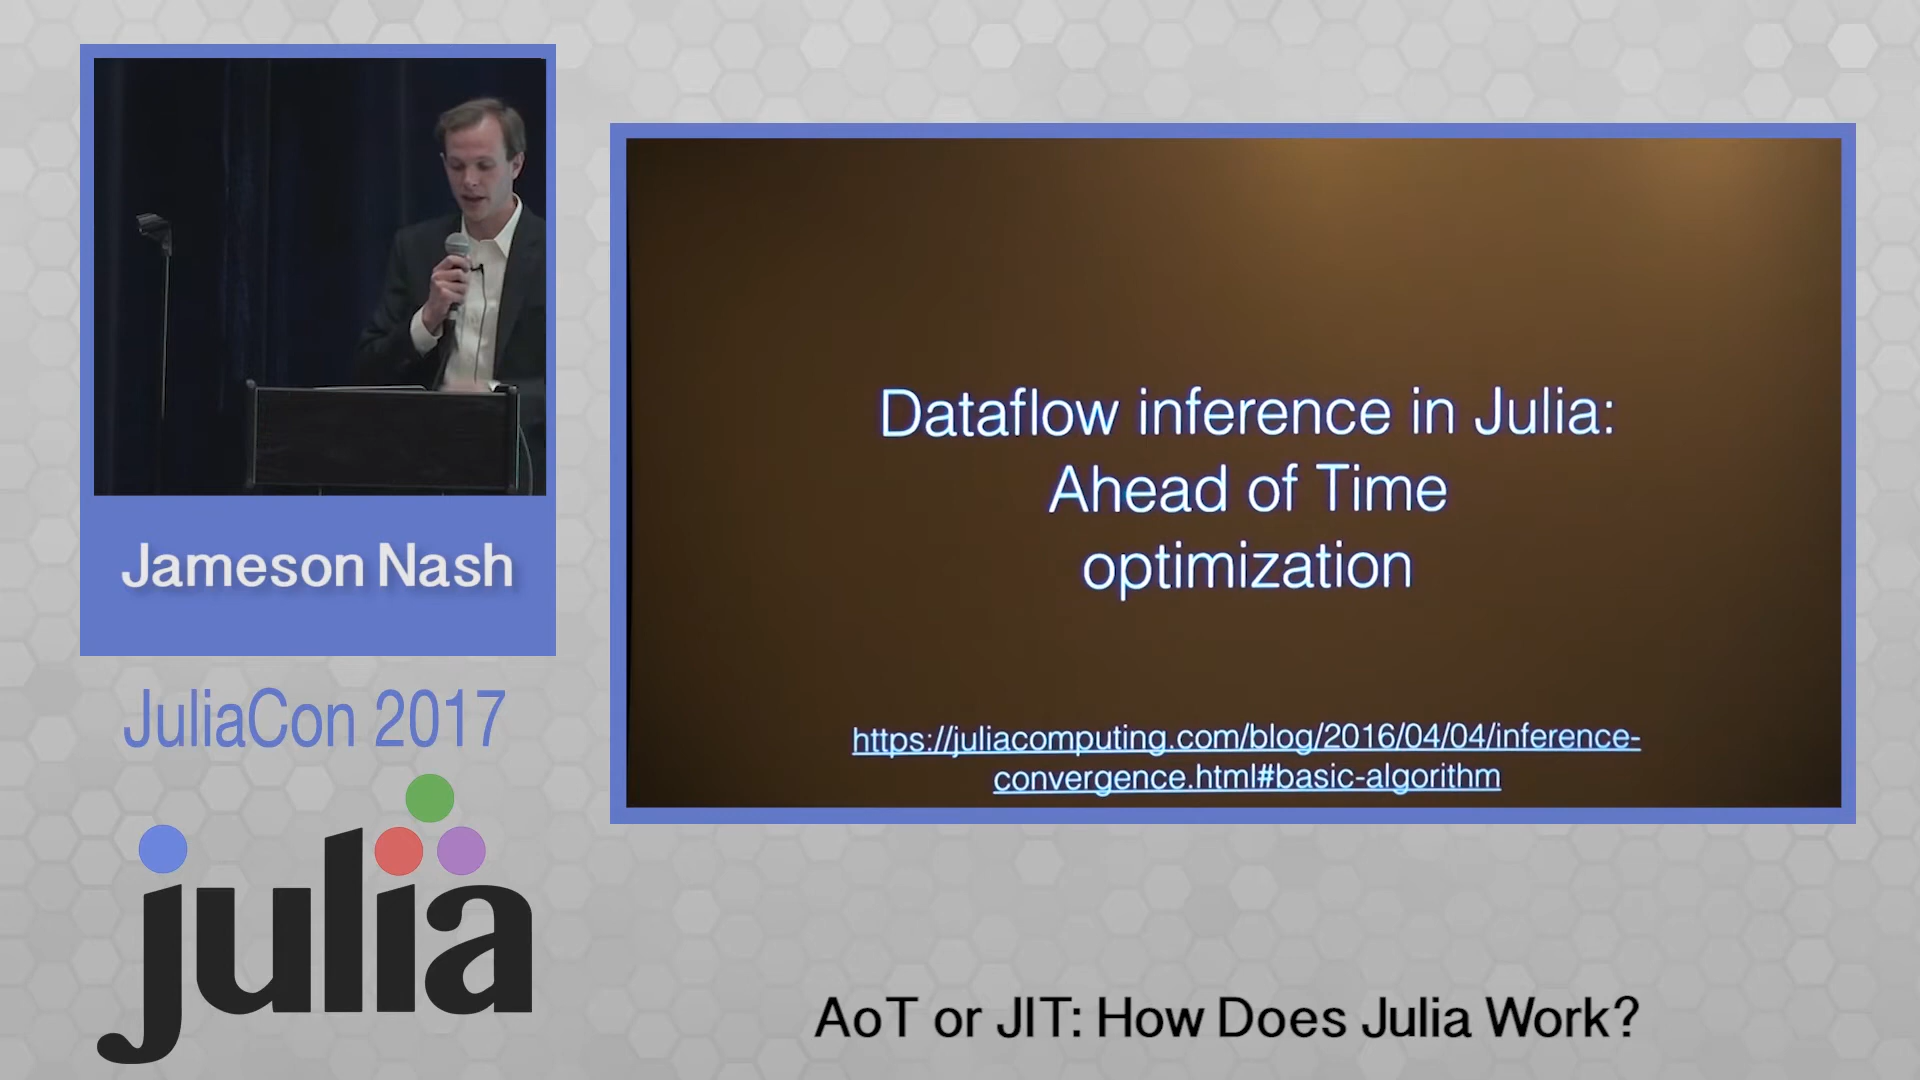 Jameson Nash
JuliaCon 2017
julia
Dataflow inference in Julia:
Ahead of Time
optimization
https://juliacomputing.com/blog/2016/04/04/inference-
convergence.html#basic-algorithm
AoT or JIT: How Does Julia Work?